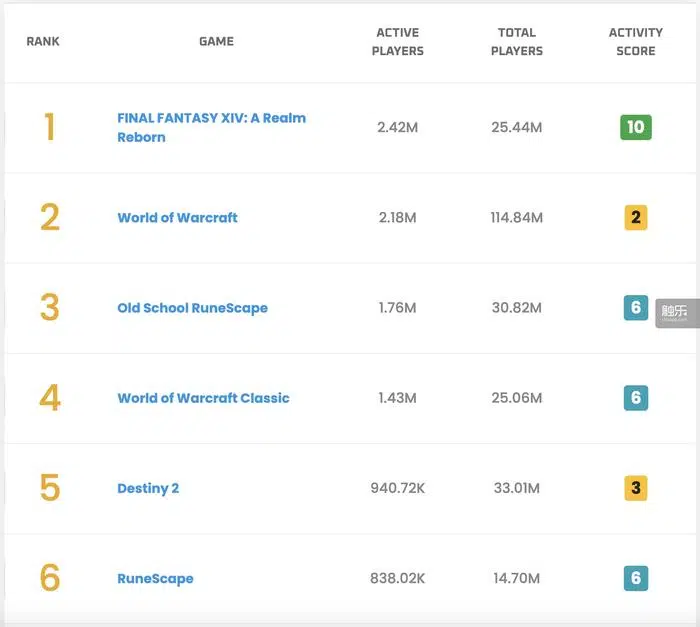 RANK
GAME
ACTIVE
PLAYERS
TOTAL
PLAYERS
ACTIVITY
SCORE
1
FINAL FANTASY XIV: A Realm
Reborn
2.42M
25.44M
10
2
World of Warcraft
2.18M
114.84M
2
3
Old School RuneScape
1.76M
30.82M
6
触乐
4
World of Warcraft Classic
1.43M
25.06M
6
5
Destiny 2
940.72K
33.01M
3
6
RuneScape
838.02K
14.70M
6